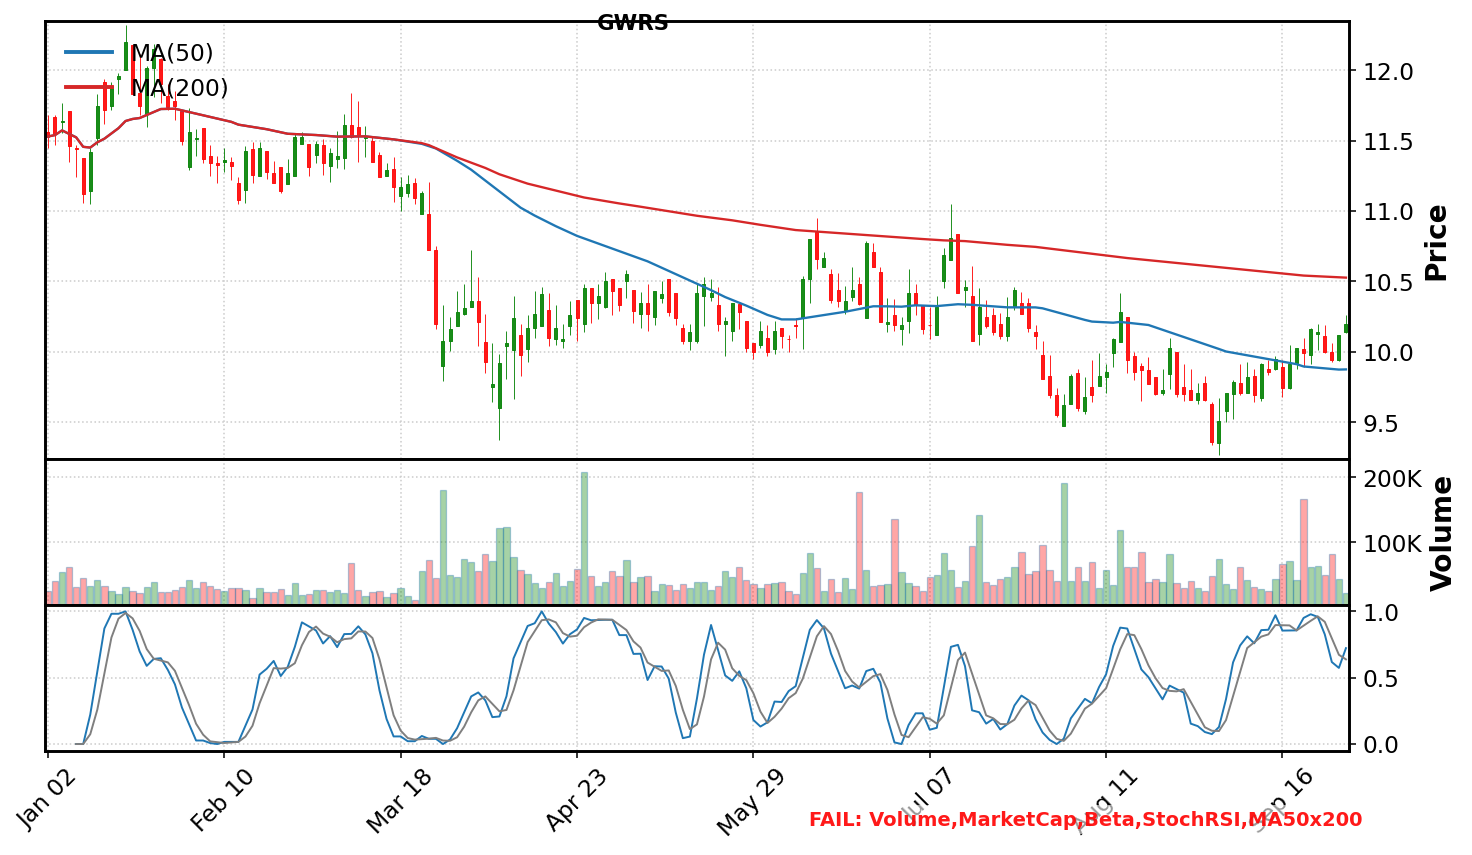 GWRS
MA(50)
MA(200)
12.0
11.5
11.0
10.5
10.0
9.5
Price
200K
100K
Volume
1.0
0.5
0.0
Jan 02
Feb 10
Mar 18
Apr 23
May 29
Jul 07
Aug 11
Sep 16
FAIL: Volume,MarketCap,Beta,StochRSI,MA50x200